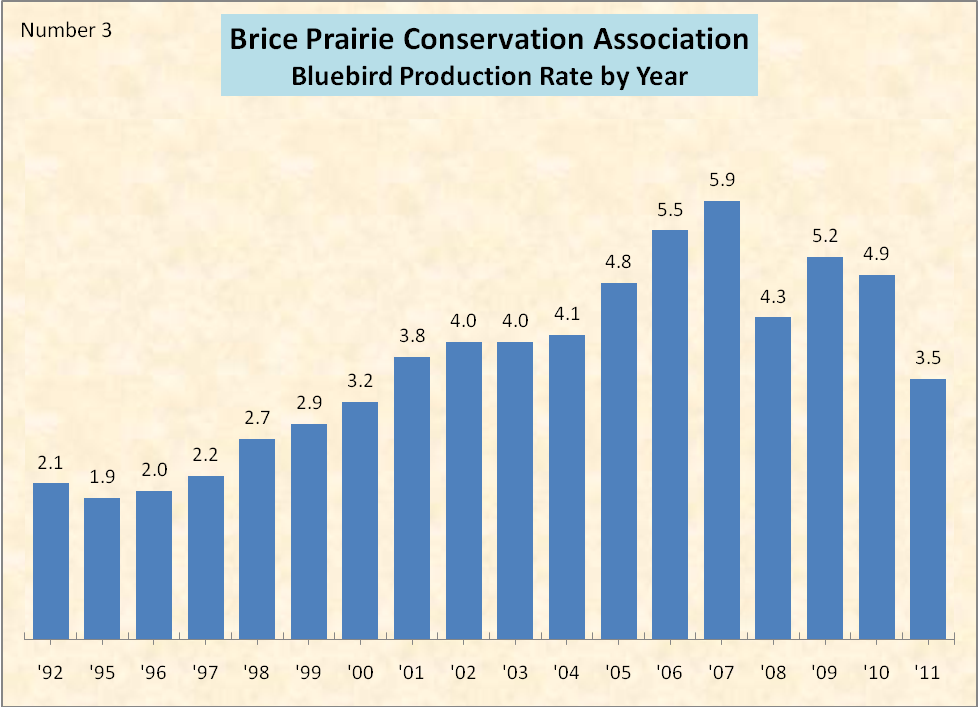 Number 3
Brice Prairie Conservation Association
Bluebird Production Rate by Year
2.1 1.9 2.0 2.2 2.7 2.9 3.2 3.8 4.0 4.0 4.1 4.8 5.5 5.9 4.3 5.2 4.9 3.5
'92 '95 '96 '97 '98 '99 '00 '01 '02 '03 '04 '05 '06 '07 '08 '09 '10 '11